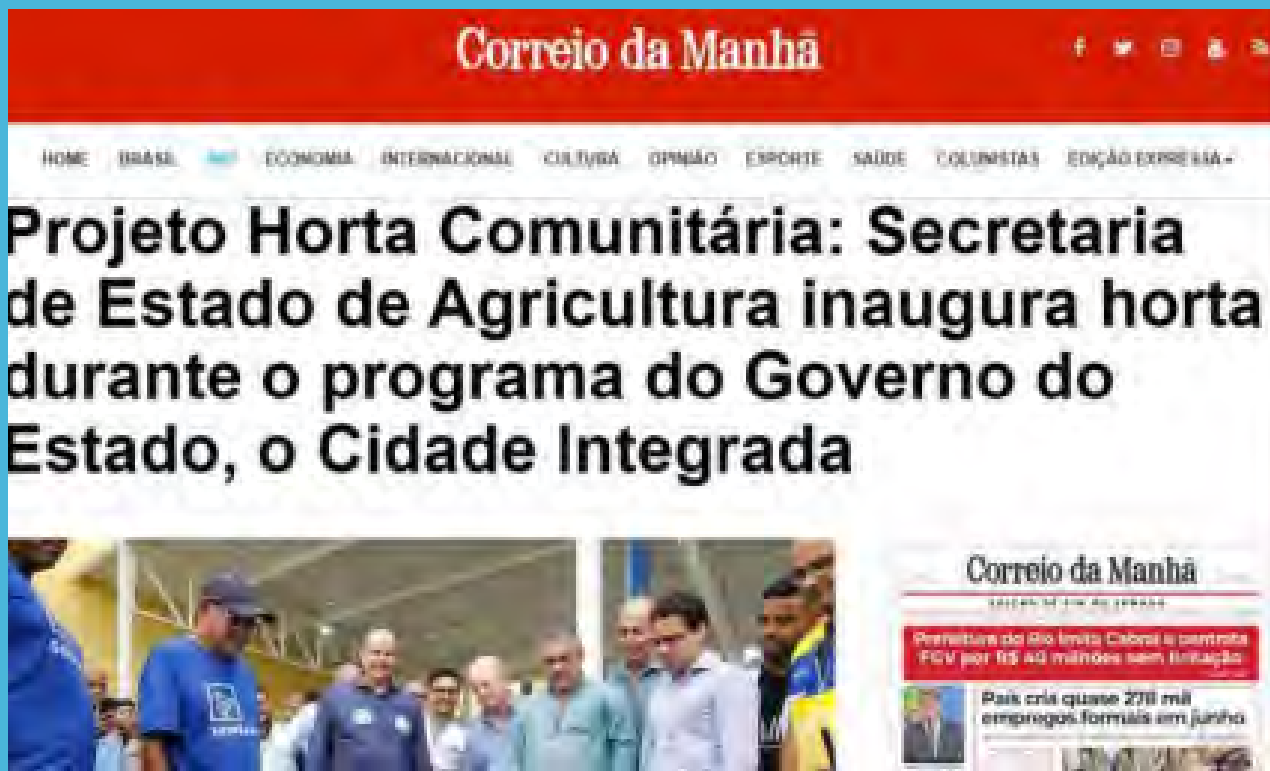 Correio da Manhã
HOME BRASIL RIO ECONOMIA INTERNACIONAL CULTURA OPINIÃO ESPORTE SAÚDE COLUNISTAS EDIÇÃO EXPRESSA
Projeto Horta Comunitária: Secretaria
de Estado de Agricultura inaugura horta
durante o programa do Governo do
Estado, o Cidade Integrada
Correio da Manhã
Prefeitura do Rio imita Cabral e contrata
FGV por R$ 40 milhões sem licitação
País cria quase 278 mil
empregos formais em junho